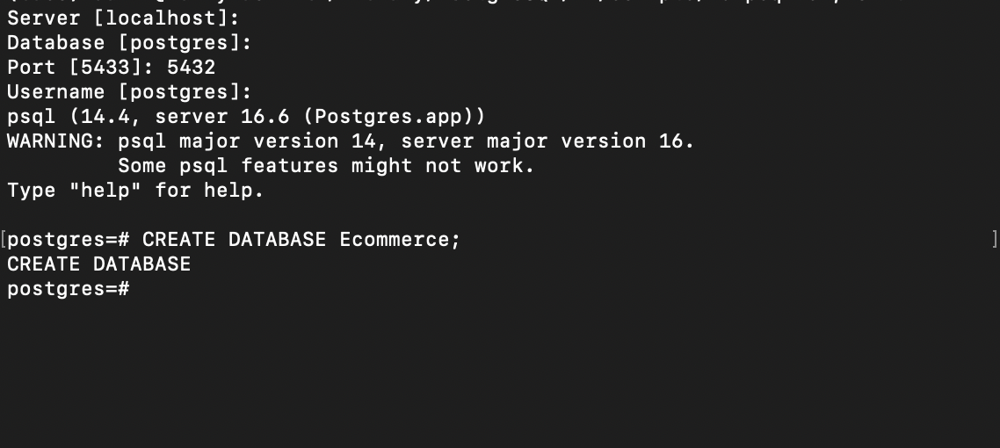 Server [localhost]:
Database [postgres]:
Port [5433]: 5432
Username [postgres]:
psql (14.4, server 16.6 (Postgres.app))
WARNING: psql major version 14, server major version 16.
         Some psql features might not work.
Type "help" for help.

[postgres=# CREATE DATABASE Ecommerce; ]
CREATE DATABASE
postgres=#